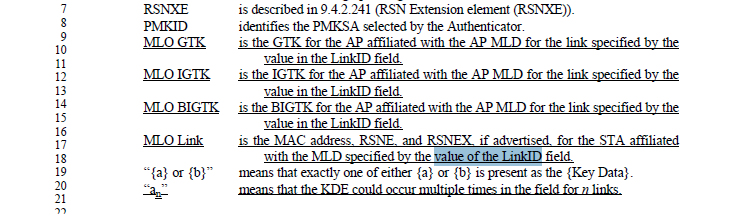 7 RSNXE is described in 9.4.2.241 (RSN Extension element (RSNXE)).
8 PMKID identifies the PMKSA selected by the Authenticator.
9 MLO GTK is the GTK for the AP affiliated with the AP MLD for the link specified by the
10 value in the LinkID field.
11
12 MLO IGTK is the IGTK for the AP affiliated with the AP MLD for the link specified by the
13 value in the LinkID field.
14 MLO BIGTK is the BIGTK for the AP affiliated with the AP MLD for the link specified by the
15 value in the LinkID field.
16
17 MLO Link is the MAC address, RSNE, and RSNEX, if advertised, for the STA affiliated
18 with the MLD specified by the value of the LinkID field.
19 “{a} or {b}” means that exactly one of either {a} or {b} is present as the {Key Data}.
20 “an” means that the KDE could occur multiple times in the field for n links.
21